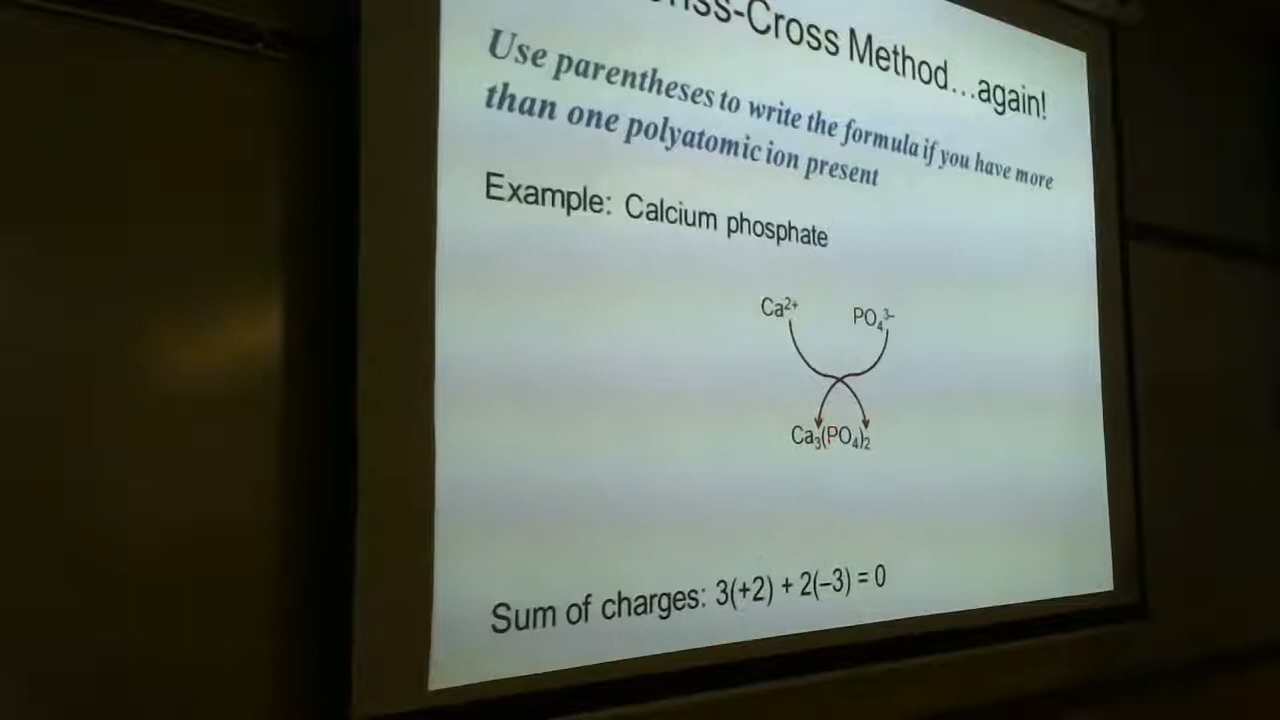 Criss-Cross Method...again!
Use parentheses to write the formula if you have more
than one polyatomic ion present
Example: Calcium phosphate
Ca²⁺ PO₄³⁻
Ca₃(PO₄)₂
Sum of charges: 3(+2) + 2(–3) = 0